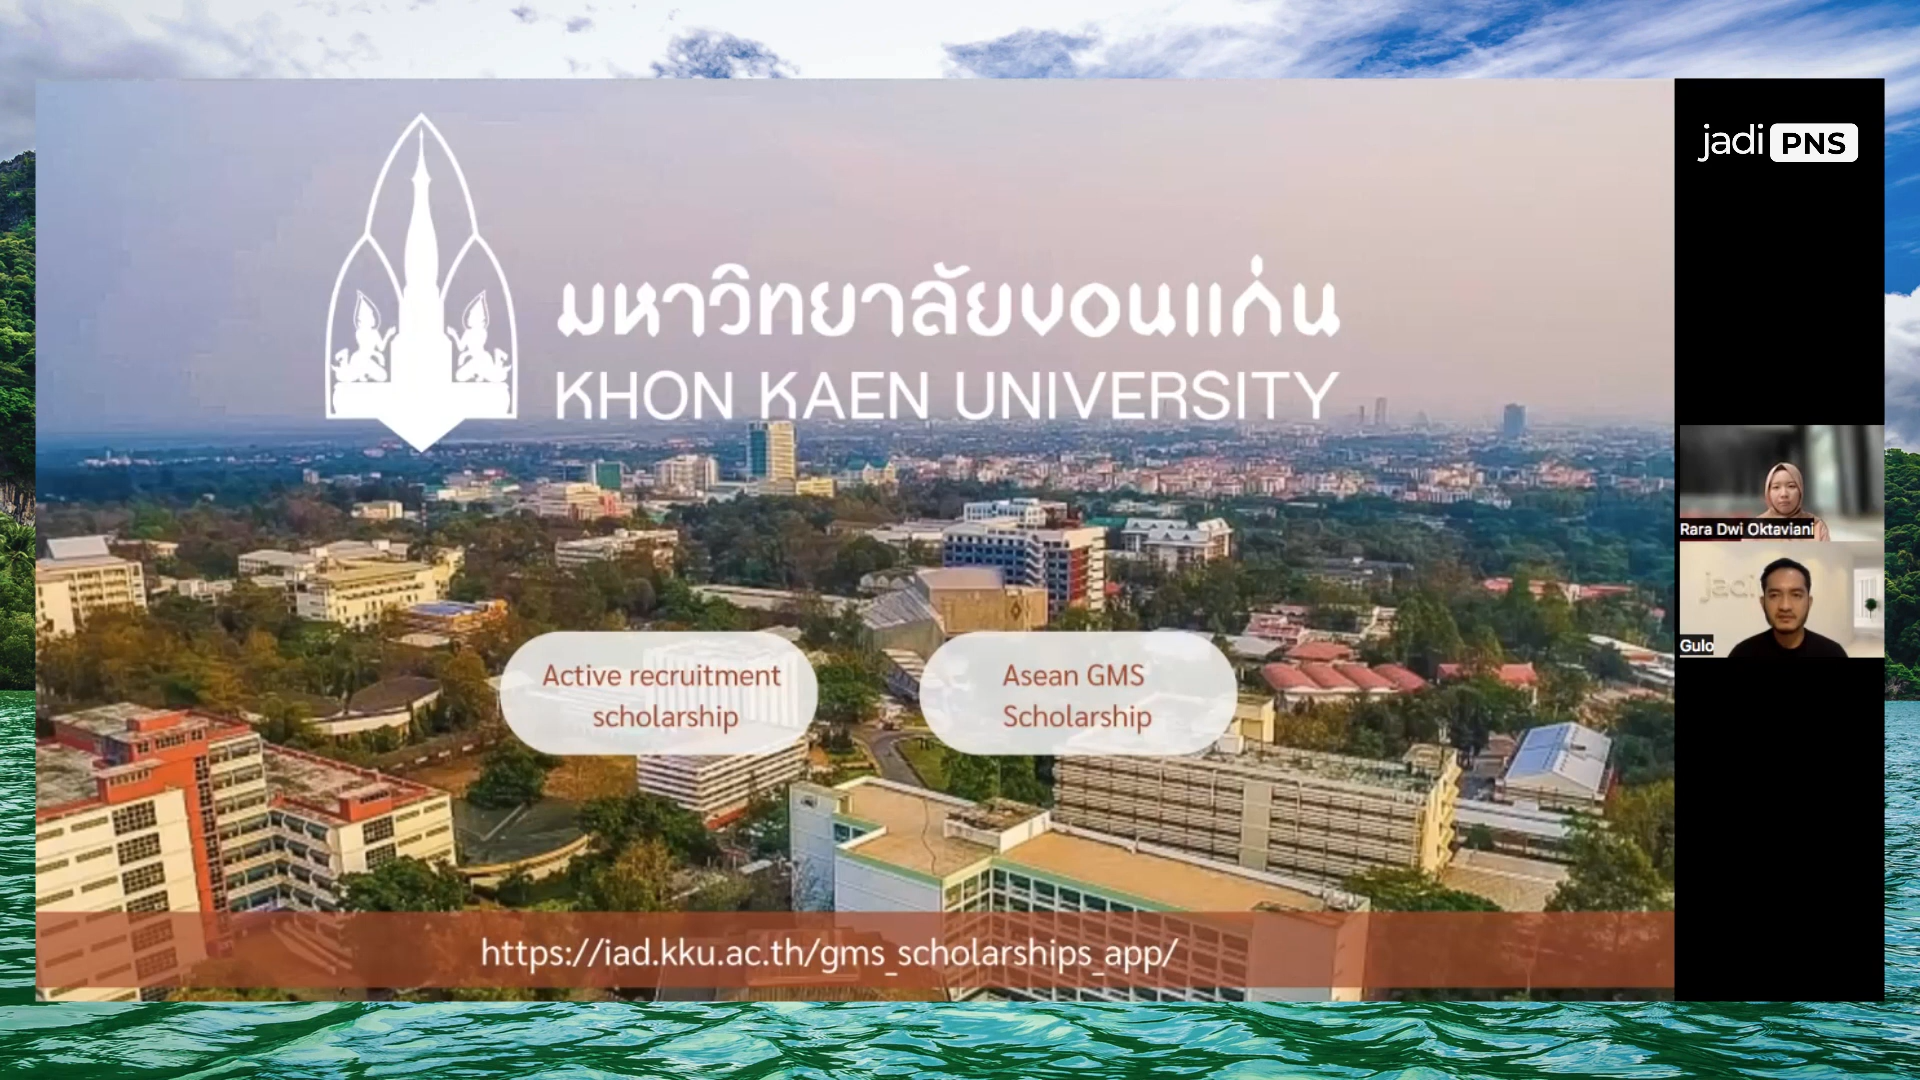 มหาวิทยาลัยขอนแก่น
KHON KAEN UNIVERSITY
Active recruitment
scholarship
Asean GMS
Scholarship
https://iad.kku.ac.th/gms_scholarships_app/
jadi PNS
Rara Dwi Oktaviani
jadi
Gulo